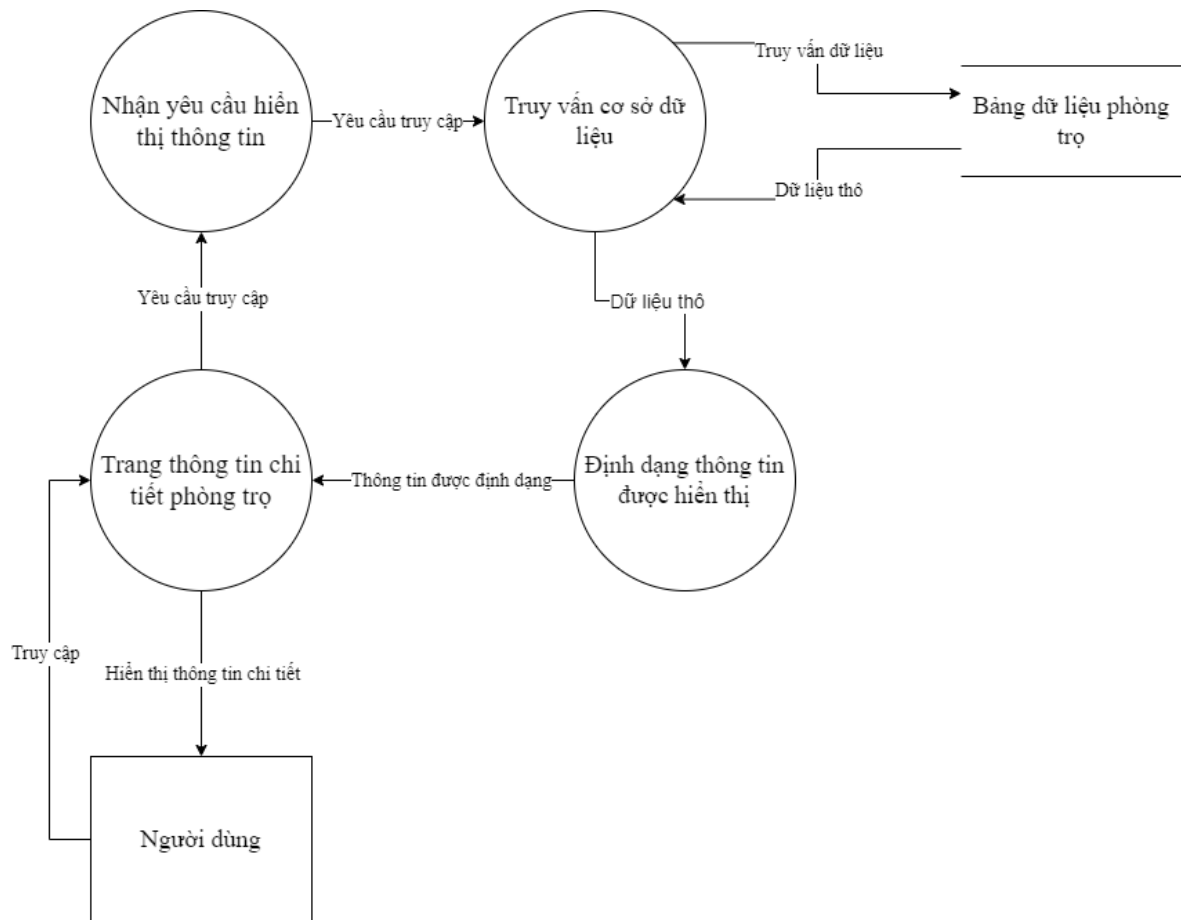 Truy vấn dữ liệu
Nhận yêu cầu hiển
thị thông tin
Yêu cầu truy cập
Truy vấn cơ sở dữ
liệu
Bảng dữ liệu phòng
trọ
Dữ liệu thô
Yêu cầu truy cập
Dữ liệu thô
Trang thông tin chi
tiết phòng trọ
Thông tin được định dạng
Định dạng thông tin
được hiển thị
Truy cập
Hiển thị thông tin chi tiết
Người dùng